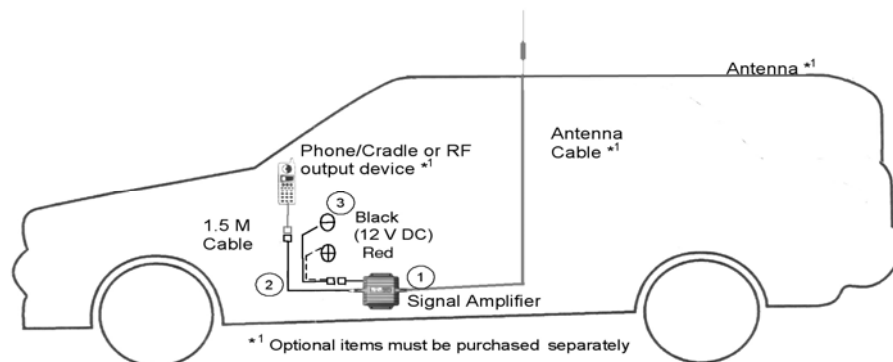 Antenna *1
Phone/Cradle or RF
output device *1
Antenna
Cable *1
3
Black
(12 V DC)
Red
1.5 M
Cable
2
1
Signal Amplifier
*1 Optional items must be purchased separately